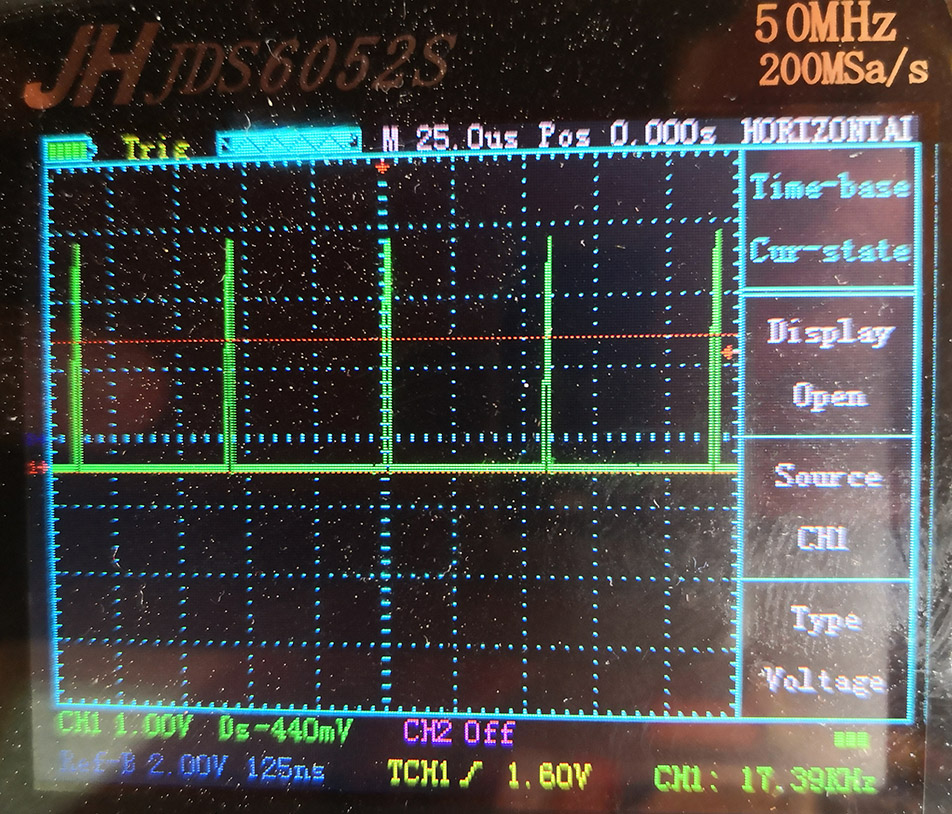 JH JDS6052S
50MHz
200MSa/s
Trig M 25.0us Pos 0.000s HORIZONTAL
Time-base
Cur-state
Display
Open
Source
CH1
Type
Voltage
CH1 1.00V Ds-440mV CH2 Off
Ref-B 2.00V 125ns TCH1 1.60V CH1: 17.39KHz